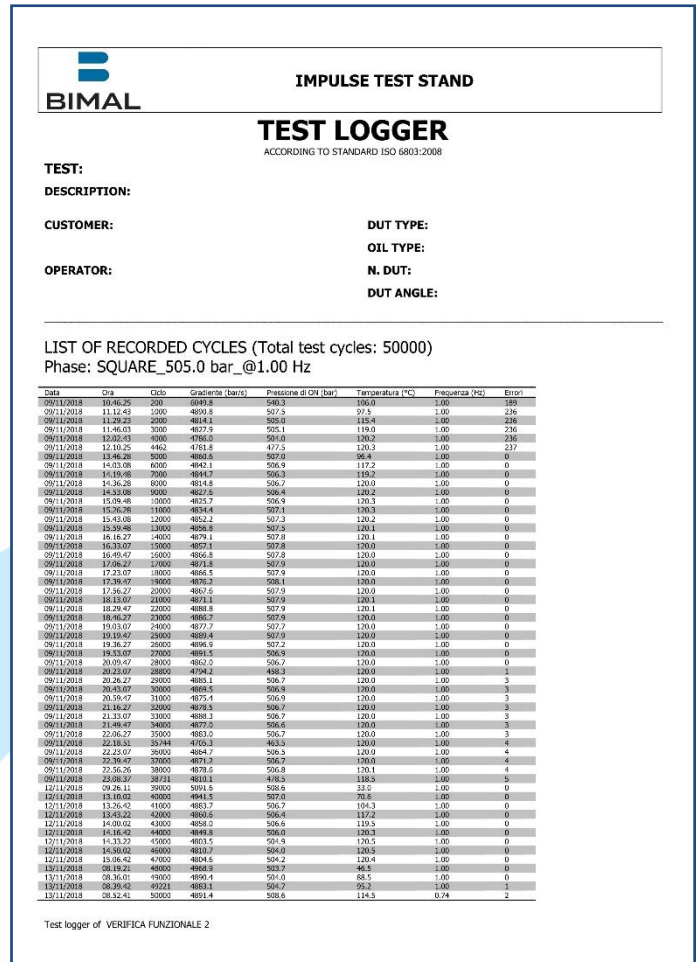 BIMAL
IMPULSE TEST STAND
TEST LOGGER
ACCORDING TO STANDARD ISO 6803:2008
TEST:
DESCRIPTION:
CUSTOMER: DUT TYPE:
OIL TYPE:
OPERATOR: N. DUT:
DUT ANGLE:
LIST OF RECORDED CYCLES (Total test cycles: 50000)
Phase: SQUARE_505.0 bar_@1.00 Hz
Data Ora Ciclo Gradiente (bar/s) Pressione di ON (bar) Temperatura (°C) Frequenza (Hz) Errori
09/11/2018 10.46.25 200 6049.8 540.3 106.0 1.00 189
09/11/2018 11.12.43 1000 4890.8 507.5 97.5 1.00 236
09/11/2018 11.29.23 2000 4814.1 505.0 115.4 1.00 236
09/11/2018 11.46.03 3000 4827.9 505.1 119.0 1.00 236
09/11/2018 12.02.43 4000 4786.0 504.0 120.2 1.00 236
09/11/2018 12.10.25 4462 4781.8 477.5 120.3 1.00 237
09/11/2018 13.46.28 5000 4860.6 507.0 96.4 1.00 0
09/11/2018 14.03.08 6000 4842.1 506.9 117.2 1.00 0
09/11/2018 14.19.48 7000 4844.7 506.3 119.2 1.00 0
09/11/2018 14.36.28 8000 4814.8 506.7 120.0 1.00 0
09/11/2018 14.53.08 9000 4827.6 506.4 120.2 1.00 0
09/11/2018 15.09.48 10000 4825.7 506.9 120.3 1.00 0
09/11/2018 15.26.28 11000 4834.4 507.1 120.3 1.00 0
09/11/2018 15.43.08 12000 4852.2 507.3 120.2 1.00 0
09/11/2018 15.59.48 13000 4856.8 507.5 120.1 1.00 0
09/11/2018 16.16.27 14000 4879.1 507.8 120.1 1.00 0
09/11/2018 16.33.07 15000 4857.1 507.8 120.0 1.00 0
09/11/2018 16.49.47 16000 4866.8 507.8 120.0 1.00 0
09/11/2018 17.06.27 17000 4871.8 507.9 120.0 1.00 0
09/11/2018 17.23.07 18000 4866.5 507.9 120.0 1.00 0
09/11/2018 17.39.47 19000 4876.2 508.1 120.0 1.00 0
09/11/2018 17.56.27 20000 4867.6 507.9 120.0 1.00 0
09/11/2018 18.13.07 21000 4871.1 507.9 120.1 1.00 0
09/11/2018 18.29.47 22000 4888.8 507.9 120.1 1.00 0
09/11/2018 18.46.27 23000 4886.7 507.9 120.0 1.00 0
09/11/2018 19.03.07 24000 4877.7 507.7 120.0 1.00 0
09/11/2018 19.19.47 25000 4889.4 507.9 120.0 1.00 0
09/11/2018 19.36.27 26000 4896.9 507.2 120.0 1.00 0
09/11/2018 19.53.07 27000 4891.5 506.9 120.0 1.00 0
09/11/2018 20.09.47 28000 4862.0 506.7 120.0 1.00 0
09/11/2018 20.23.07 28800 4794.2 458.3 120.0 1.00 1
09/11/2018 20.26.27 29000 4885.1 506.7 120.0 1.00 3
09/11/2018 20.43.07 30000 4869.5 506.9 120.0 1.00 3
09/11/2018 20.59.47 31000 4875.4 506.9 120.0 1.00 3
09/11/2018 21.16.27 32000 4878.5 506.7 120.0 1.00 3
09/11/2018 21.33.07 33000 4888.3 506.7 120.0 1.00 3
09/11/2018 21.49.47 34000 4877.0 506.6 120.0 1.00 3
09/11/2018 22.06.27 35000 4883.0 506.7 120.0 1.00 3
09/11/2018 22.18.51 35744 4705.3 463.5 120.0 1.00 4
09/11/2018 22.23.07 36000 4864.7 506.5 120.0 1.00 4
09/11/2018 22.39.47 37000 4871.2 506.7 120.0 1.00 4
09/11/2018 22.56.26 38000 4878.6 506.8 120.1 1.00 4
09/11/2018 23.08.37 38731 4810.1 478.5 118.5 1.00 5
12/11/2018 09.26.11 39000 5091.6 508.6 33.0 1.00 0
12/11/2018 13.10.02 40000 4941.5 507.0 70.6 1.00 0
12/11/2018 13.26.42 41000 4883.7 506.7 104.3 1.00 0
12/11/2018 13.43.22 42000 4860.6 506.4 117.2 1.00 0
12/11/2018 14.00.02 43000 4858.0 506.6 119.5 1.00 0
12/11/2018 14.16.42 44000 4849.8 506.0 120.3 1.00 0
12/11/2018 14.33.22 45000 4803.5 504.9 120.5 1.00 0
12/11/2018 14.50.02 46000 4810.7 504.0 120.5 1.00 0
12/11/2018 15.06.42 47000 4804.6 504.2 120.4 1.00 0
13/11/2018 08.19.21 48000 4968.9 503.7 46.5 1.00 0
13/11/2018 08.36.01 49000 4890.4 504.0 88.5 1.00 0
13/11/2018 08.39.42 49221 4883.1 504.7 95.2 1.00 1
13/11/2018 08.52.41 50000 4891.4 508.6 114.5 0.74 2
Test logger of VERIFICA FUNZIONALE 2